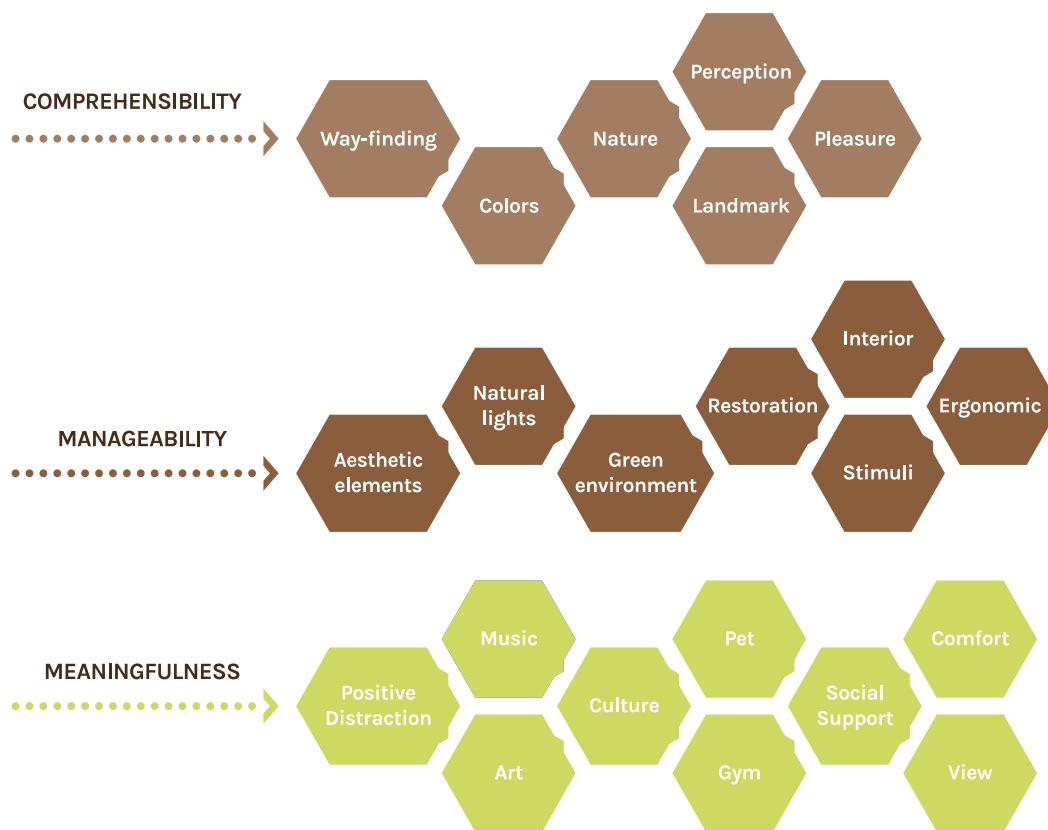 COMPREHENSIBILITY
Way-finding
Colors
Nature
Perception
Landmark
Pleasure
MANAGEABILITY
Aesthetic
elements
Natural
lights
Green
environment
Restoration
Interior
Stimuli
Ergonomic
MEANINGFULNESS
Positive
Distraction
Music
Art
Culture
Pet
Gym
Social
Support
Comfort
View